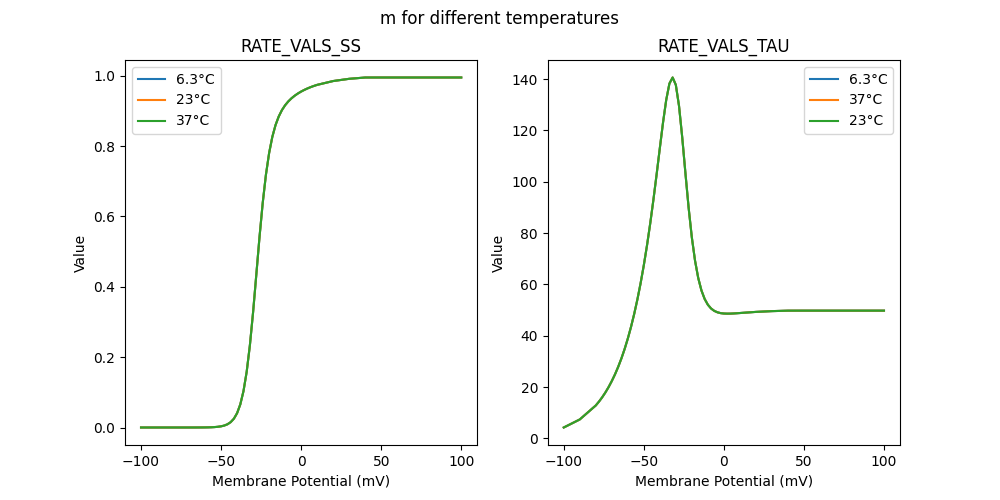 m for different temperatures
RATE_VALS_SS
1.0
0.8
0.6
0.4
0.2
0.0
Value
6.3°C
23°C
37°C
−100
−50
0
50
100
Membrane Potential (mV)
RATE_VALS_TAU
140
120
100
80
60
40
20
0
Value
6.3°C
37°C
23°C
−100
−50
0
50
100
Membrane Potential (mV)